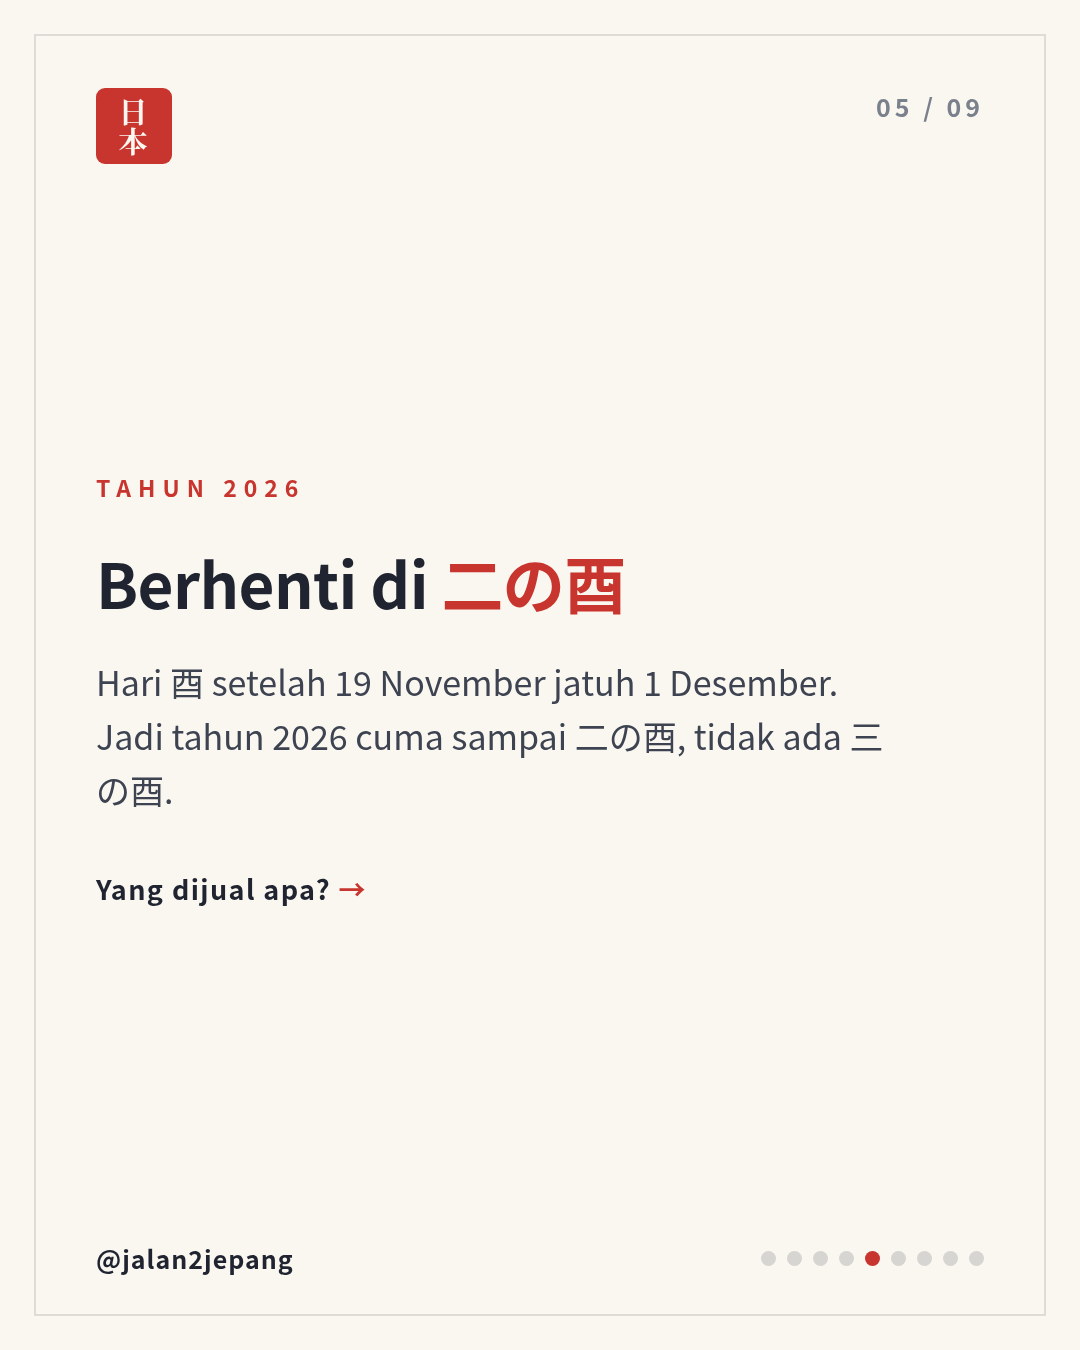 日
本
05 / 09
TAHUN 2026
Berhenti di 二の酉
Hari 酉 setelah 19 November jatuh 1 Desember.
Jadi tahun 2026 cuma sampai 二の酉, tidak ada 三
の酉.
Yang dijual apa? →
@jalan2jepang